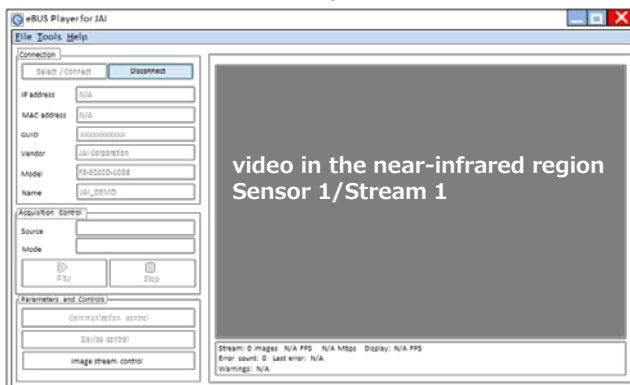 eBUS Player for JAI
File Tools Help
Connection
Select / Connect Disconnect
IP address N/A
MAC address N/A
GUID XXXXXXXXXXX
Vendor JAI Corporation
Model
Name JAI_DEMO
Acquisition Control
Source
Mode
Play Stop
Parameters and Controls
Communication control
Device control
Image stream control
video in the near-infrared region
Sensor 1/Stream 1
Stream: 0 images N/A FPS N/A Mbps Display: N/A FPS
Error count: 0 Last error: N/A
Warnings: N/A